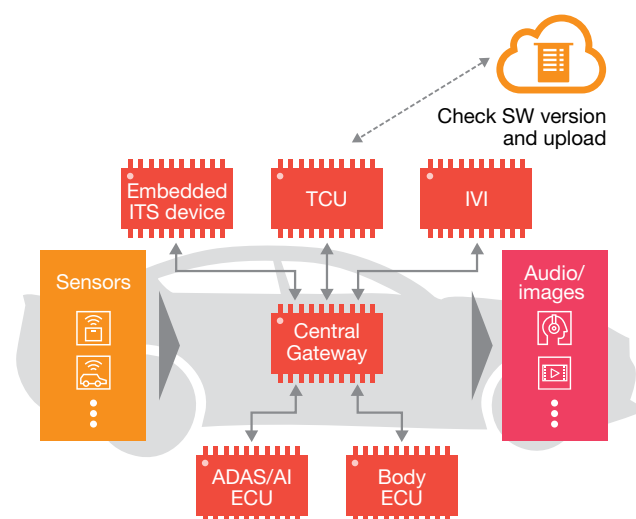 Check SW version
and upload
Embedded
ITS device
TCU
IVI
Sensors
Audio/
images
Central
Gateway
ADAS/AI
ECU
Body
ECU